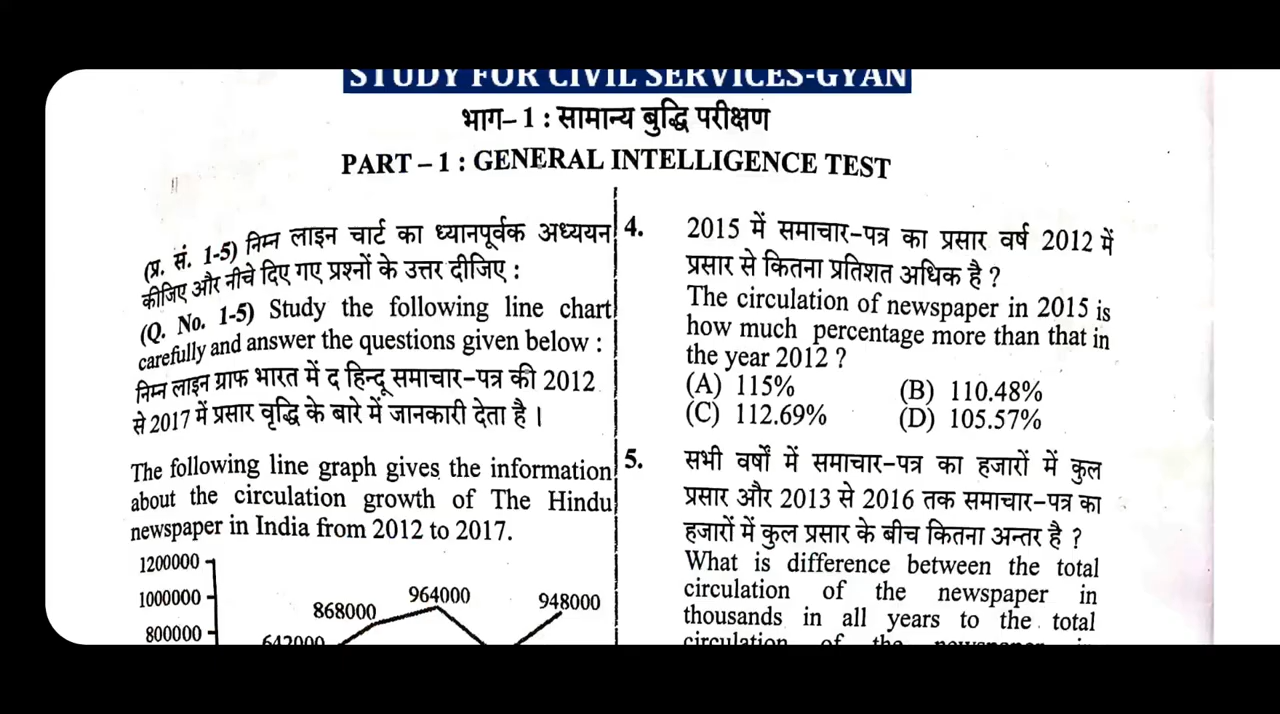 STUDY FOR CIVIL SERVICES-GYAN
भाग–1 : सामान्य बुद्धि परीक्षण
PART – 1 : GENERAL INTELLIGENCE TEST
(प्र. सं. 1-5) निम्न लाइन चार्ट का ध्यानपूर्वक अध्ययन
कीजिए और नीचे दिए गए प्रश्नों के उत्तर दीजिए :
(Q. No. 1-5) Study the following line chart
carefully and answer the questions given below :
निम्न लाइन ग्राफ भारत में द हिन्दू समाचार-पत्र की 2012
से 2017 में प्रसार वृद्धि के बारे में जानकारी देता है ।
The following line graph gives the information
about the circulation growth of The Hindu
newspaper in India from 2012 to 2017.
1200000
1000000
800000
642000
868000
964000
948000
4. 2015 में समाचार-पत्र का प्रसार वर्ष 2012 में
प्रसार से कितना प्रतिशत अधिक है ?
The circulation of newspaper in 2015 is
how much percentage more than that in
the year 2012 ?
(A) 115% (B) 110.48%
(C) 112.69% (D) 105.57%
5. सभी वर्षों में समाचार-पत्र का हजारों में कुल
प्रसार और 2013 से 2016 तक समाचार-पत्र का
हजारों में कुल प्रसार के बीच कितना अन्तर है ?
What is difference between the total
circulation of the newspaper in
thousands in all years to the total
circulation of the newspaper in